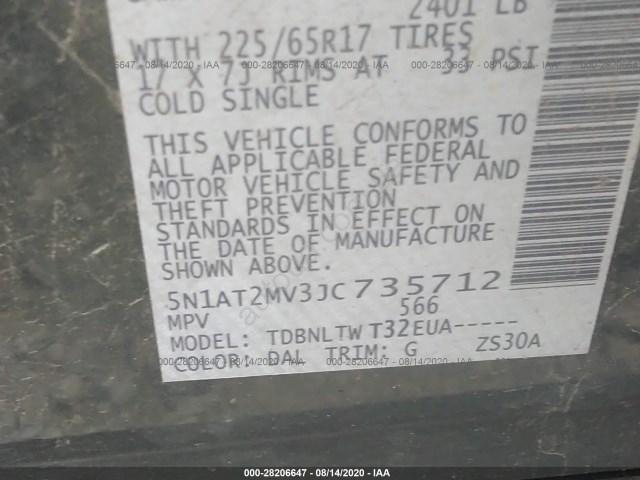 2401 LB
WITH 225/65R17 TIRES
17 X 7J RIMS AT 33 PSI
COLD SINGLE
THIS VEHICLE CONFORMS TO
ALL APPLICABLE FEDERAL
MOTOR VEHICLE SAFETY AND
THEFT PREVENTION
STANDARDS IN EFFECT ON
THE DATE OF MANUFACTURE
SHOWN ABOVE.
5N1AT2MV3JC735712
MPV 566
MODEL: TDBNLTWT32EUA-----
COLOR: DAL TRIM: G ZS30A
000-28206647 - 08/14/2020 - IAA